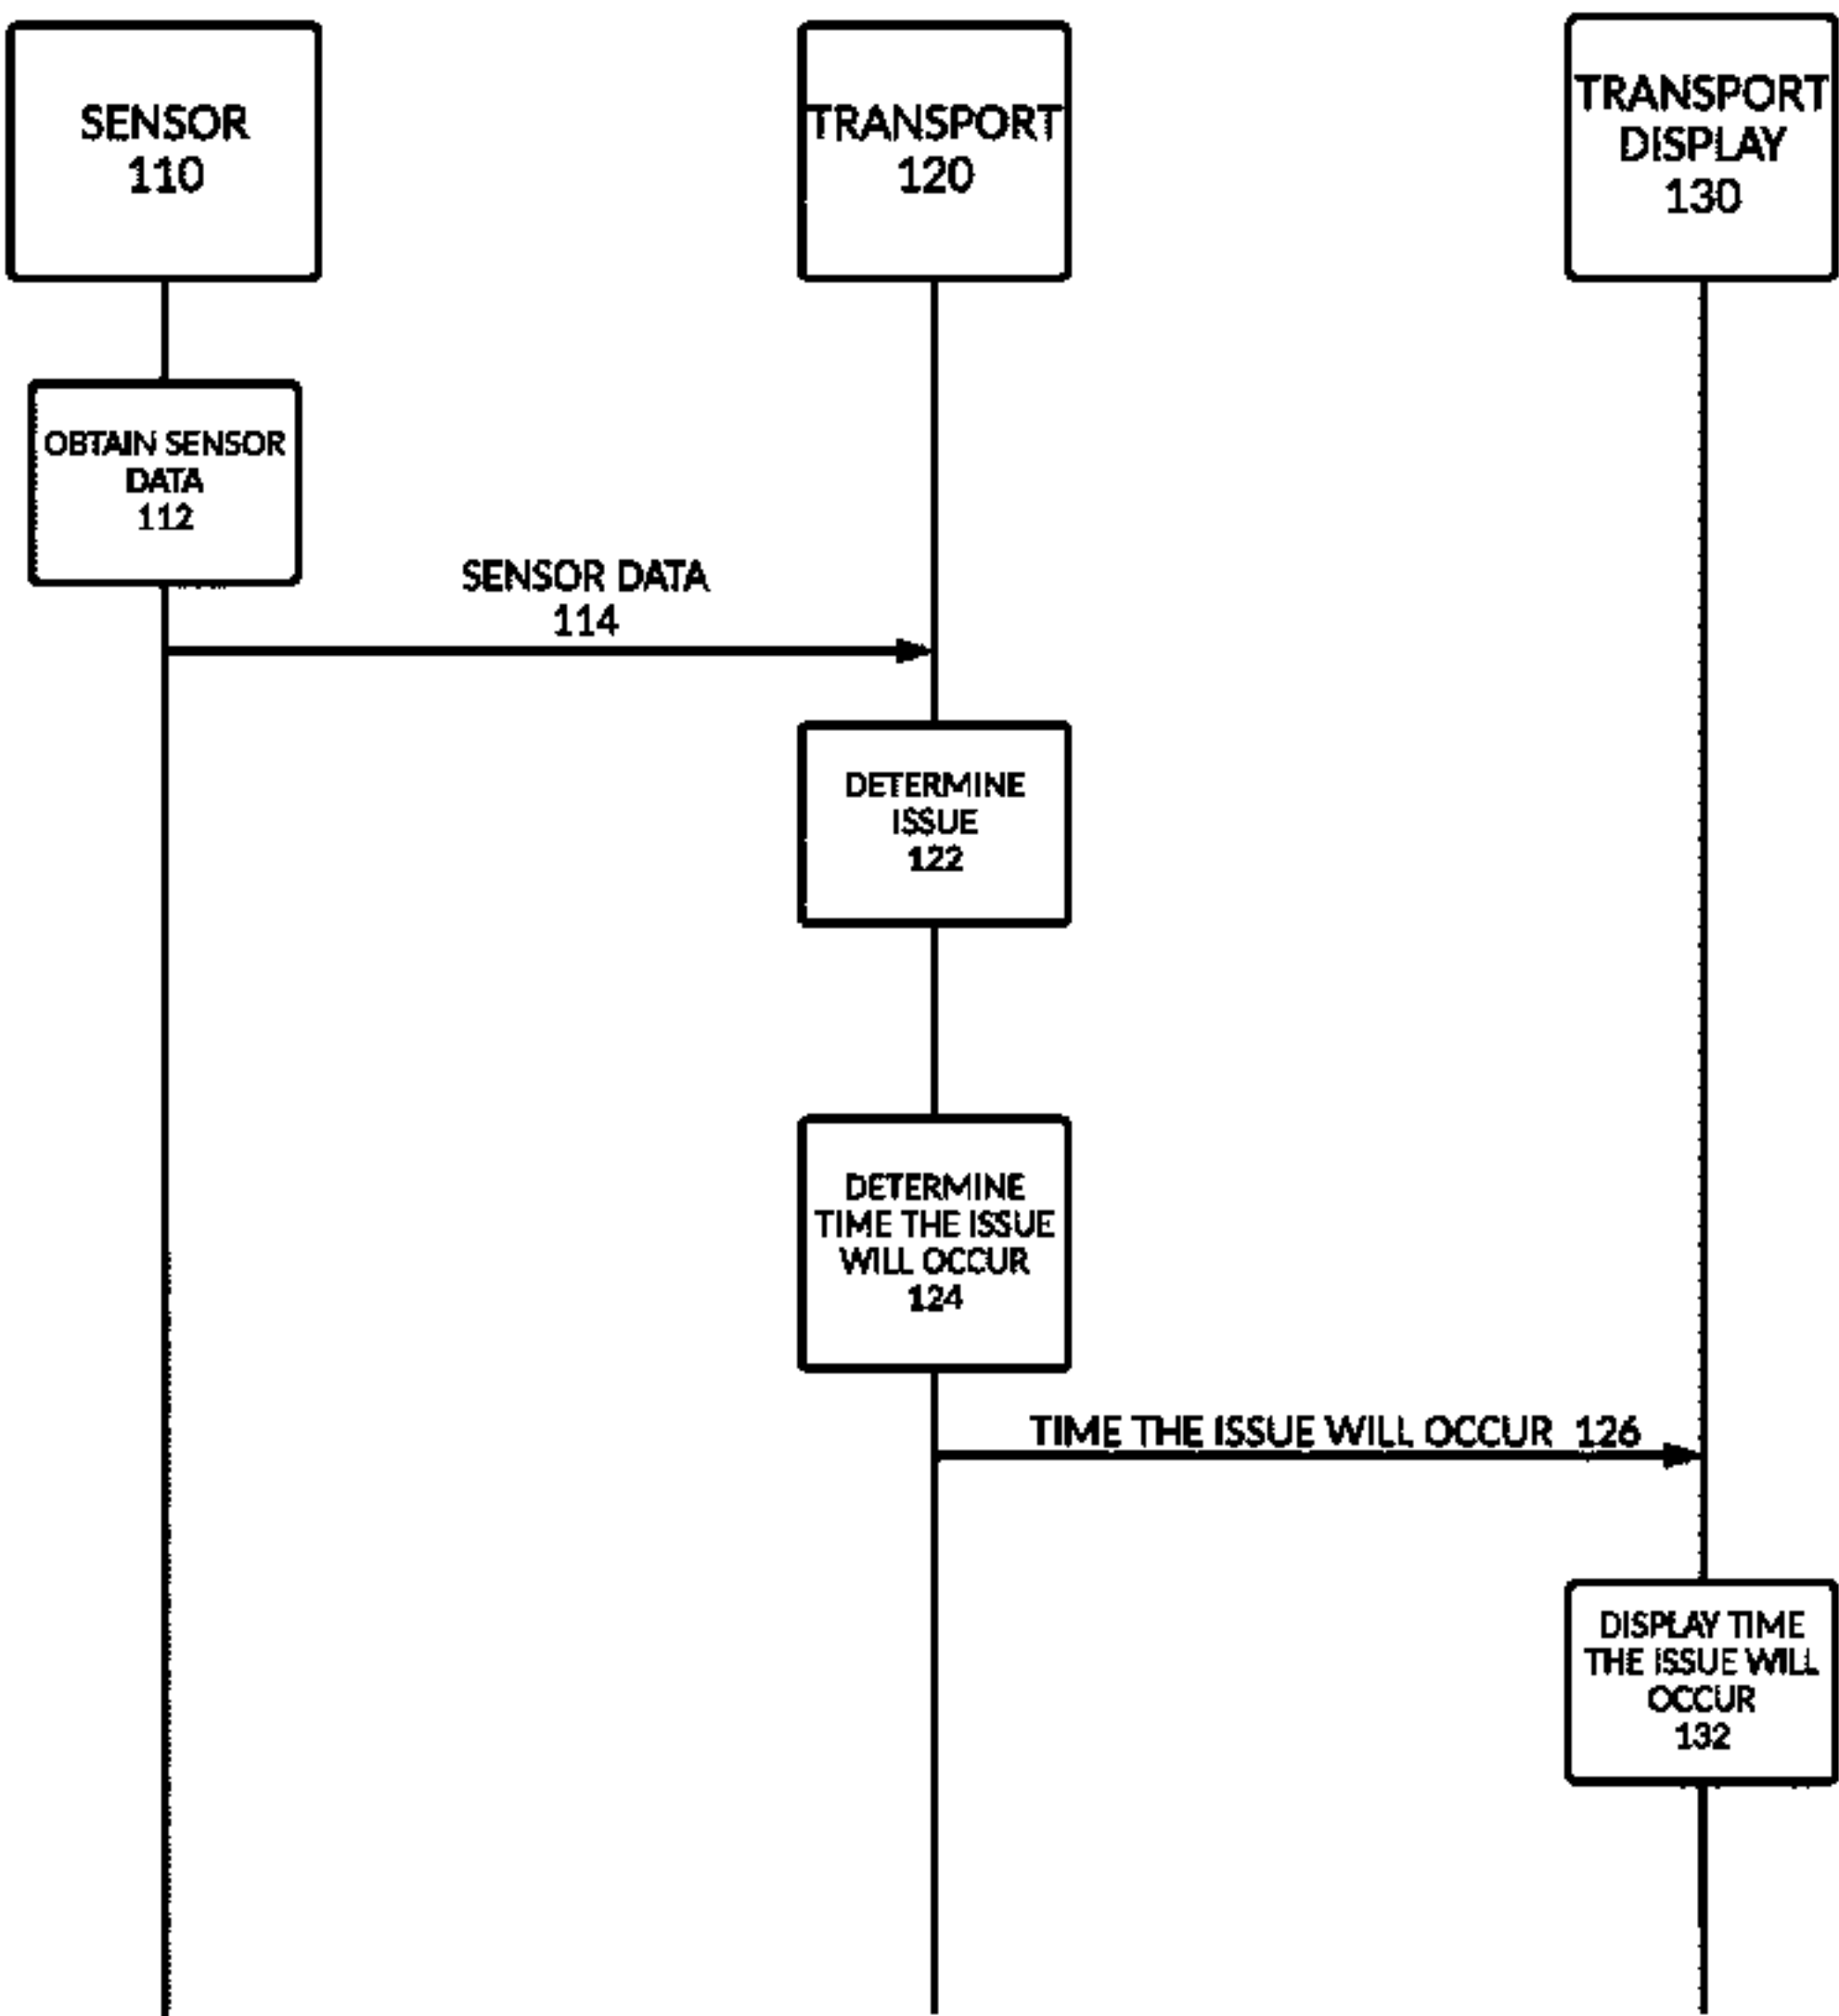 SENSOR
110
TRANSPORT
120
TRANSPORT
DISPLAY
130
OBTAIN SENSOR
DATA
112
SENSOR DATA
114
DETERMINE
ISSUE
122
DETERMINE
TIME THE ISSUE
WILL OCCUR
124
TIME THE ISSUE WILL OCCUR 126
DISPLAY TIME
THE ISSUE WILL
OCCUR
132